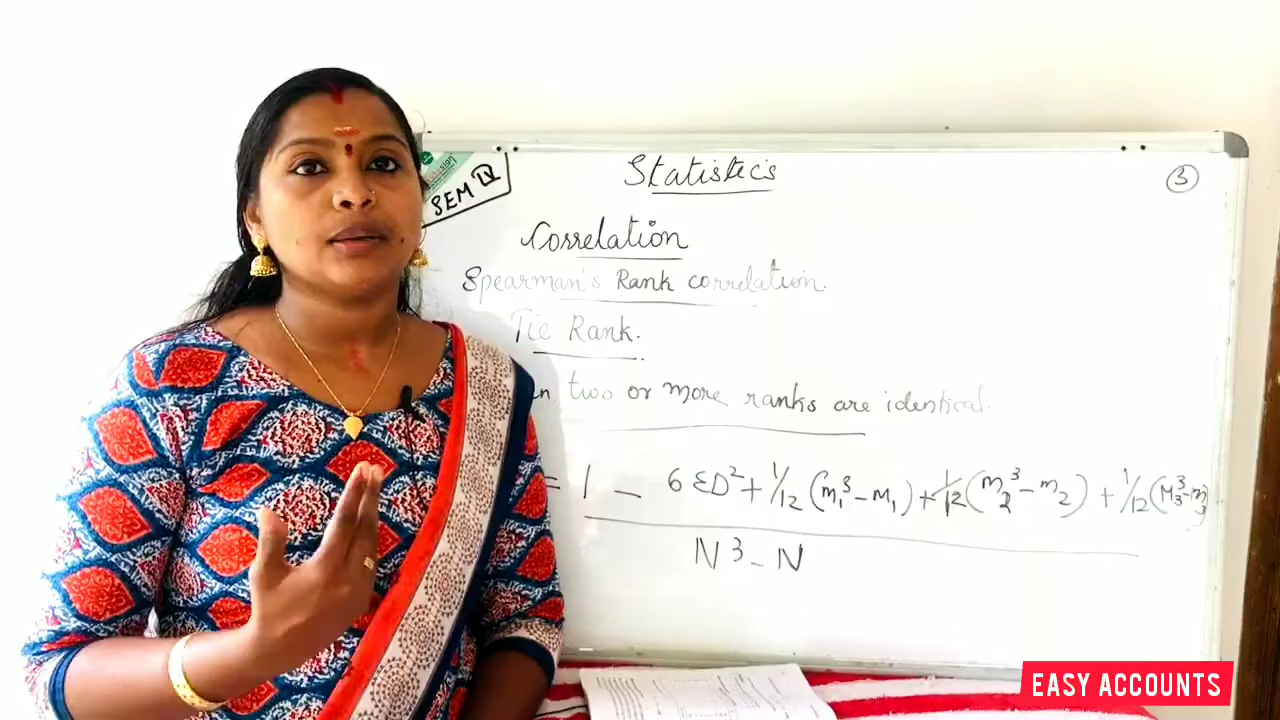 Statistics
3
SEM IV
Correlation
Spearman's Rank correlation.
Tie Rank.
two or more ranks are identical.
= 1 - 6 ΣD² + 1/12 (m₁³ - m₁) + 1/12 (m₂³ - m₂) + 1/12 (m₃³ - m₃)
N³ - N
EASY ACCOUNTS